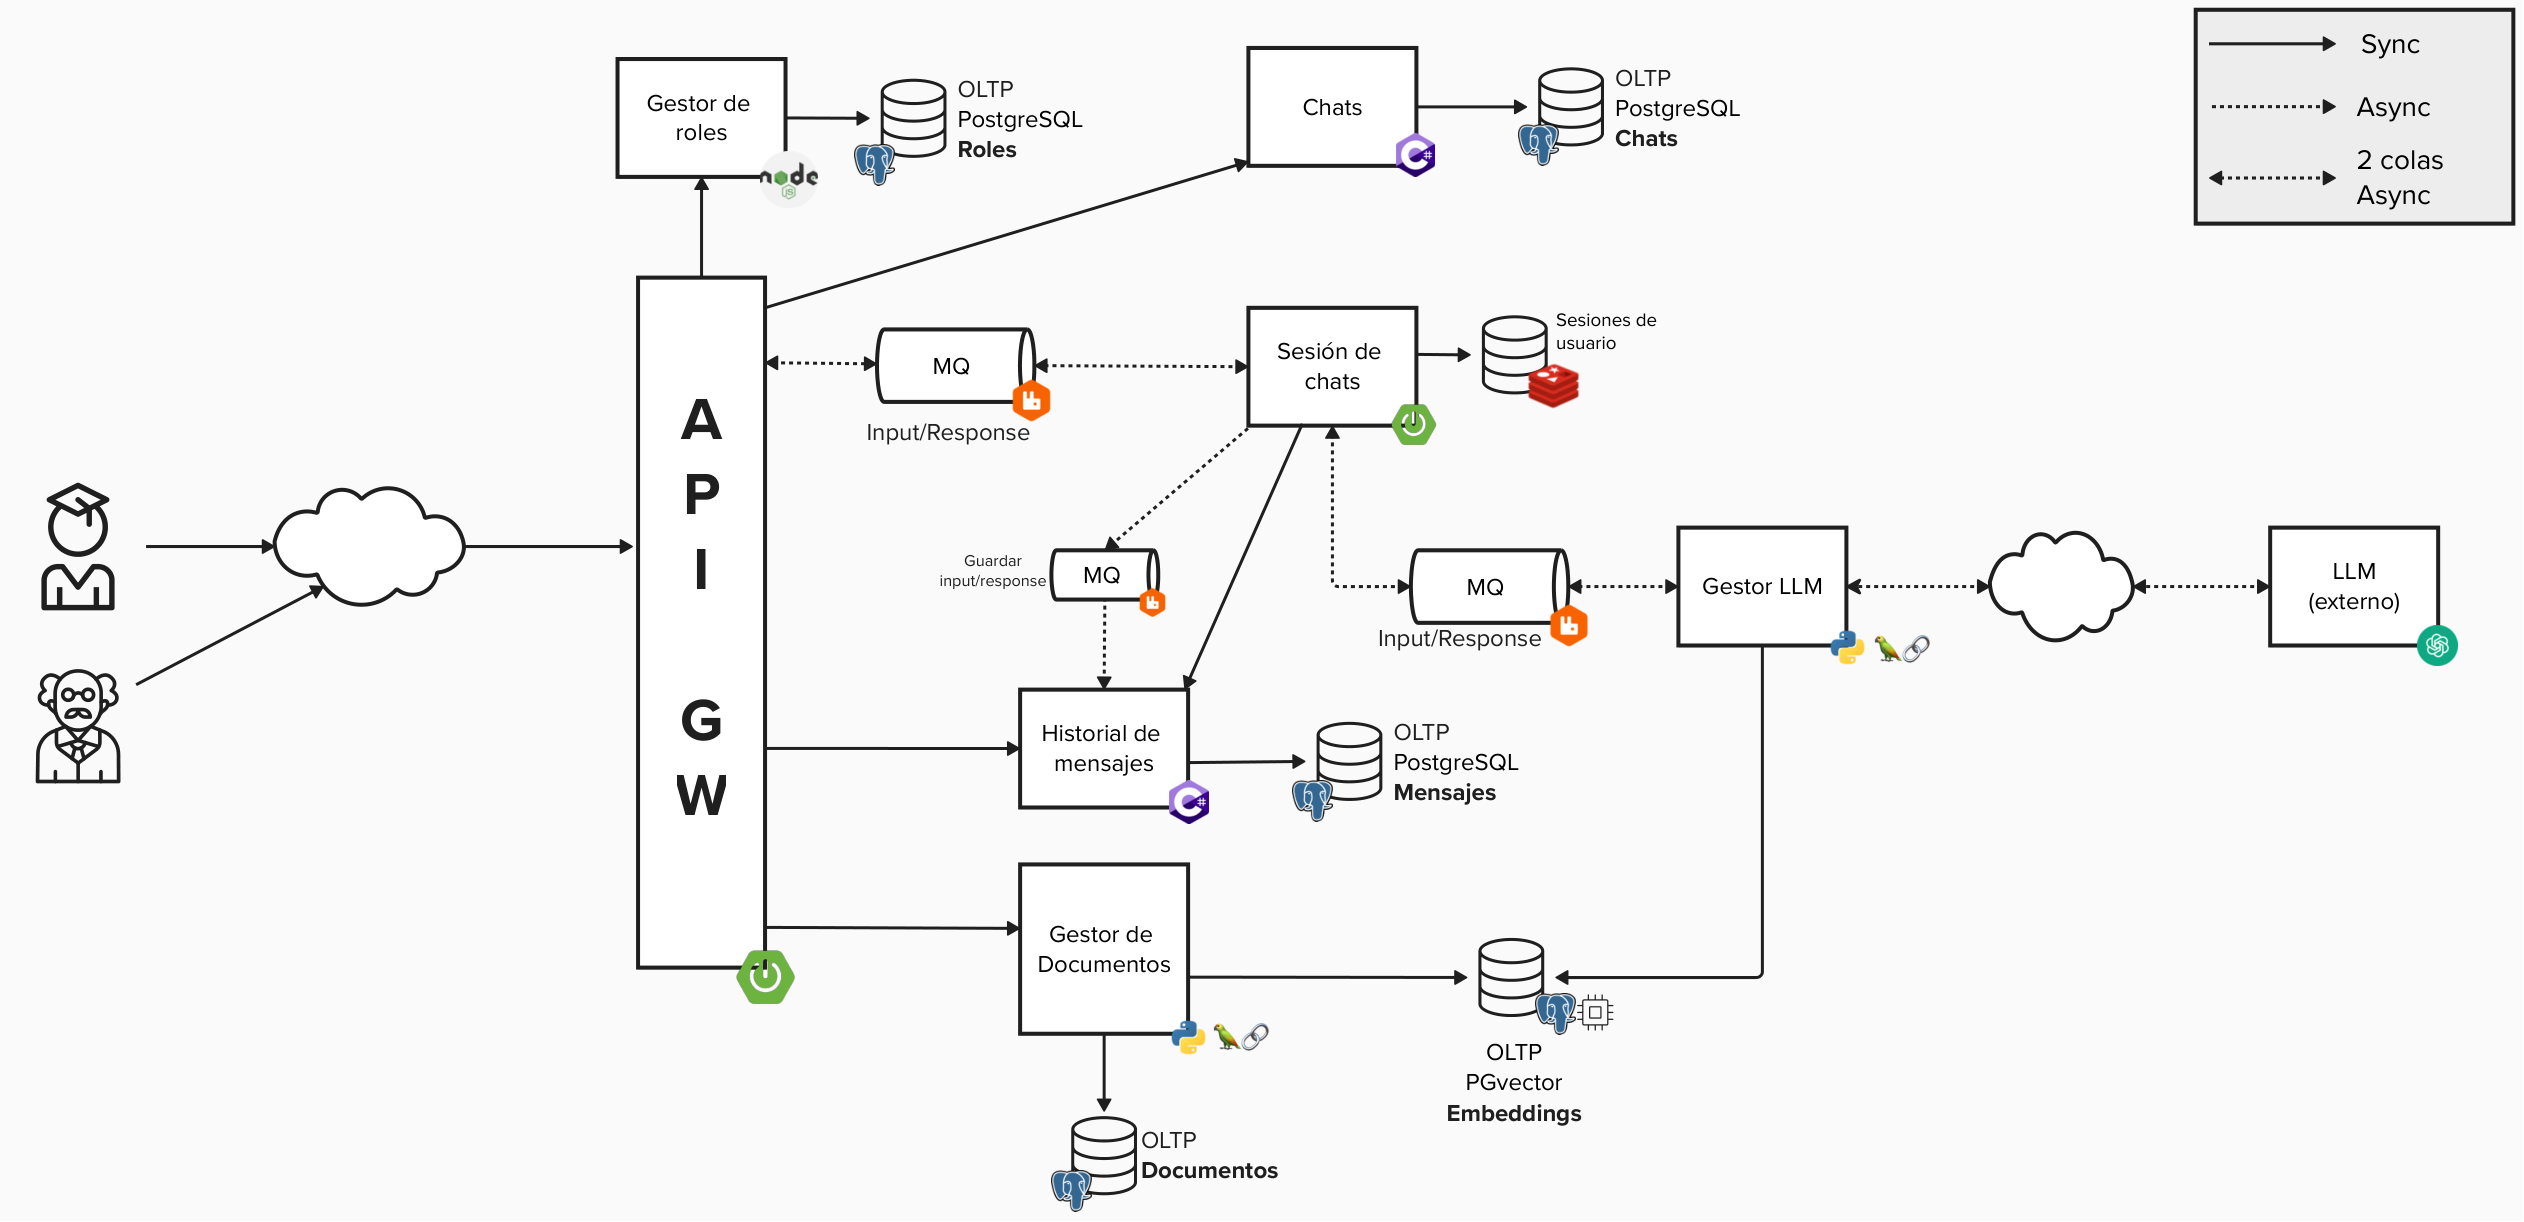 Gestor de
roles
node
JS
OLTP
PostgreSQL
Roles
Chats
C#
OLTP
PostgreSQL
Chats
Sync
Async
2 colas
Async
A
P
I
G
W
MQ
Input/Response
Sesión de
chats
Sesiones de
usuario
Guardar
input/response
MQ
MQ
Input/Response
Gestor LLM
LLM
(externo)
Historial de
mensajes
C#
OLTP
PostgreSQL
Mensajes
Gestor de
Documentos
OLTP
PGvector
Embeddings
OLTP
Documentos